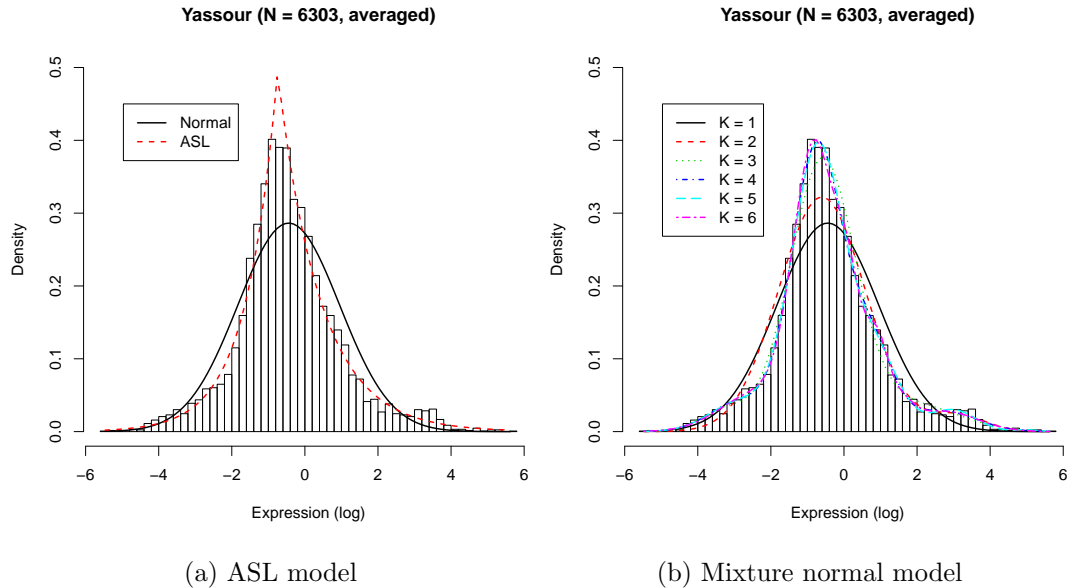 Yassour (N = 6303, averaged)
0.5
0.4
0.3
0.2
0.1
0.0
Density
Normal
ASL
−6 −4 −2 0 2 4 6
Expression (log)
(a) ASL model
Yassour (N = 6303, averaged)
0.5
0.4
0.3
0.2
0.1
0.0
Density
K = 1
K = 2
K = 3
K = 4
K = 5
K = 6
−6 −4 −2 0 2 4 6
Expression (log)
(b) Mixture normal model